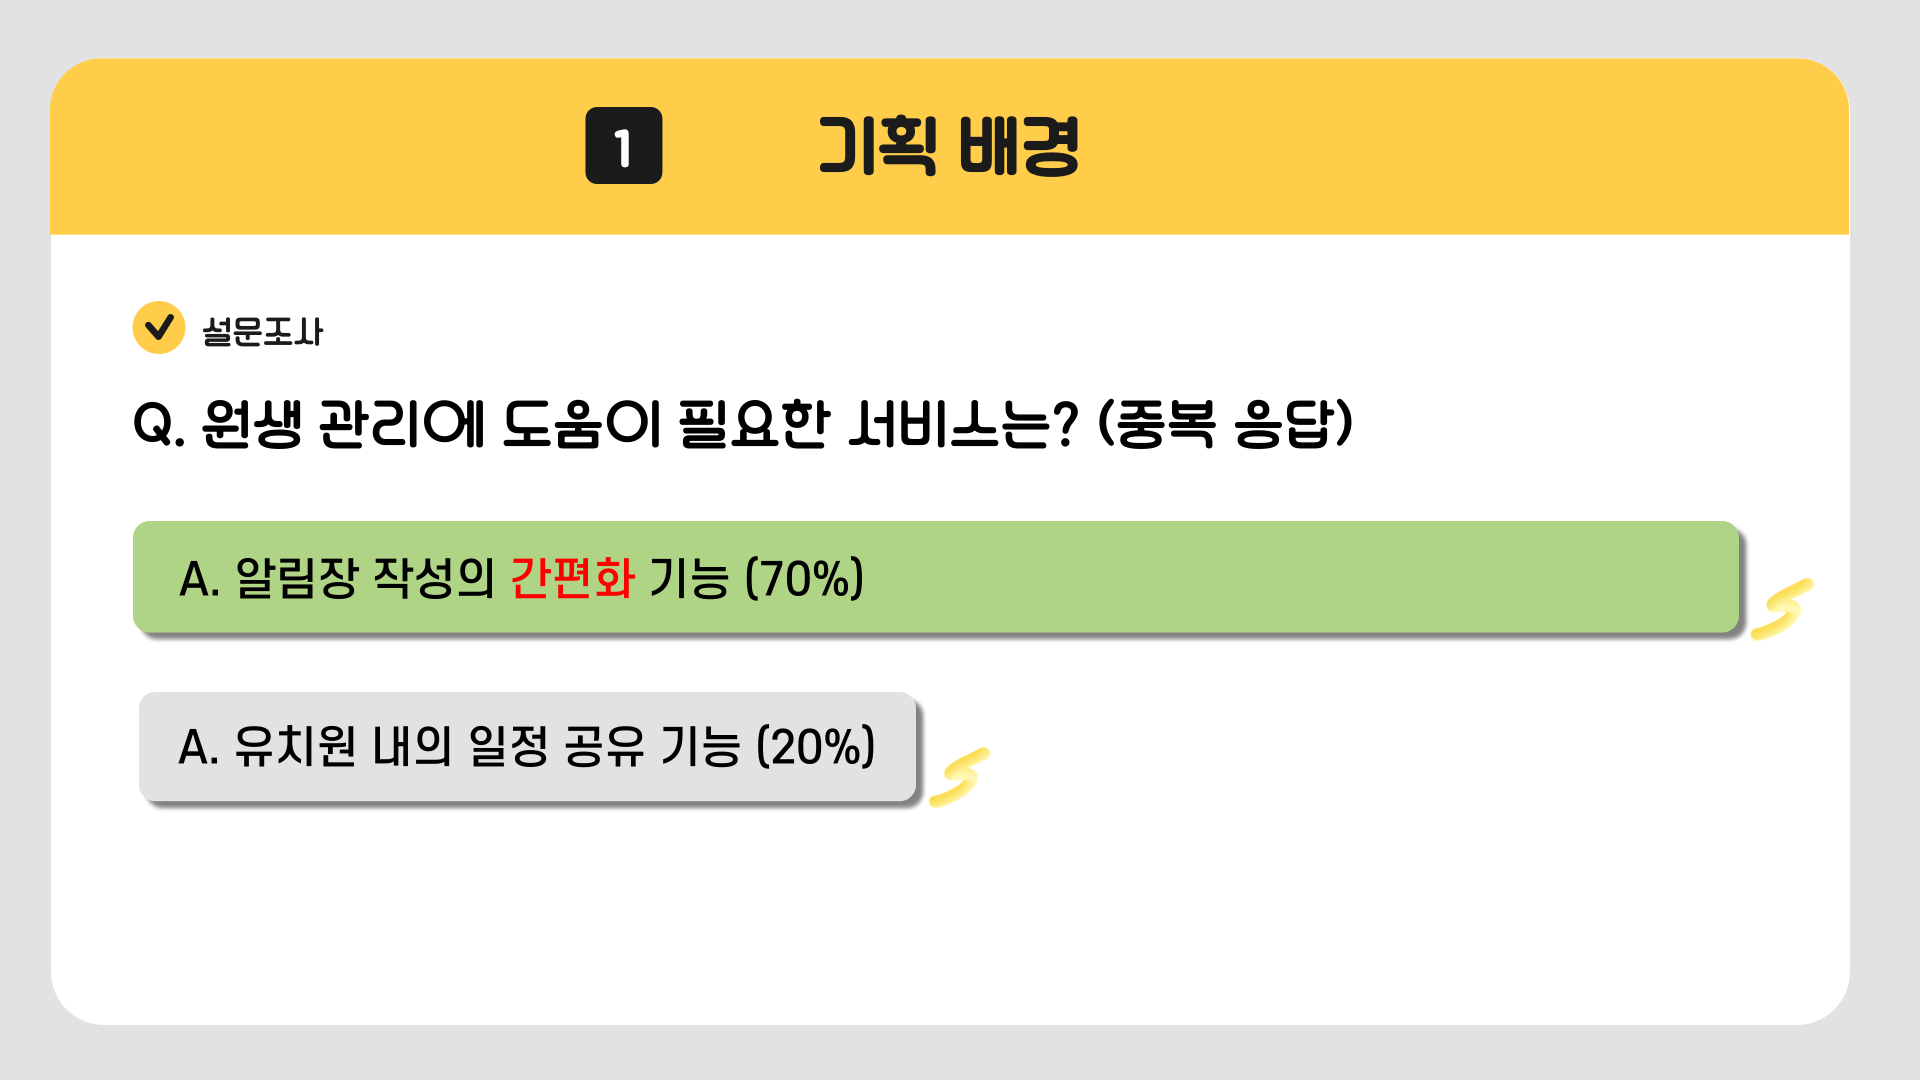 1 기획 배경
설문조사
Q. 원생 관리에 도움이 필요한 서비스는? (중복 응답)
A. 알림장 작성의 간편화 기능 (70%)
A. 유치원 내의 일정 공유 기능 (20%)